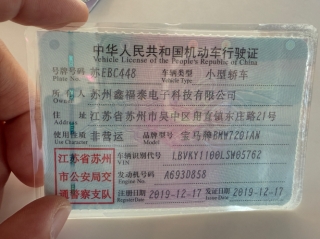 中华人民共和国机动车行驶证
Vehicle License of the People's Republic of China
号牌号码 EBC448 车辆类型 小型轿车
Plate No. Vehicle Type
所有人 苏州鑫福泰电子科技有限公司
住址 江苏省苏州市吴中区甪直镇永庄路21号
使用性质 非营运 品牌型号 宝马牌BMW7201AN
Use Character
江苏省苏州
市公安局交
通警察支队
车辆识别代号 LBVKY1100LSW05762
VIN
发动机号码 A6930858
Engine No.
注册日期 2019-12-17 发证日期 2019-12-17